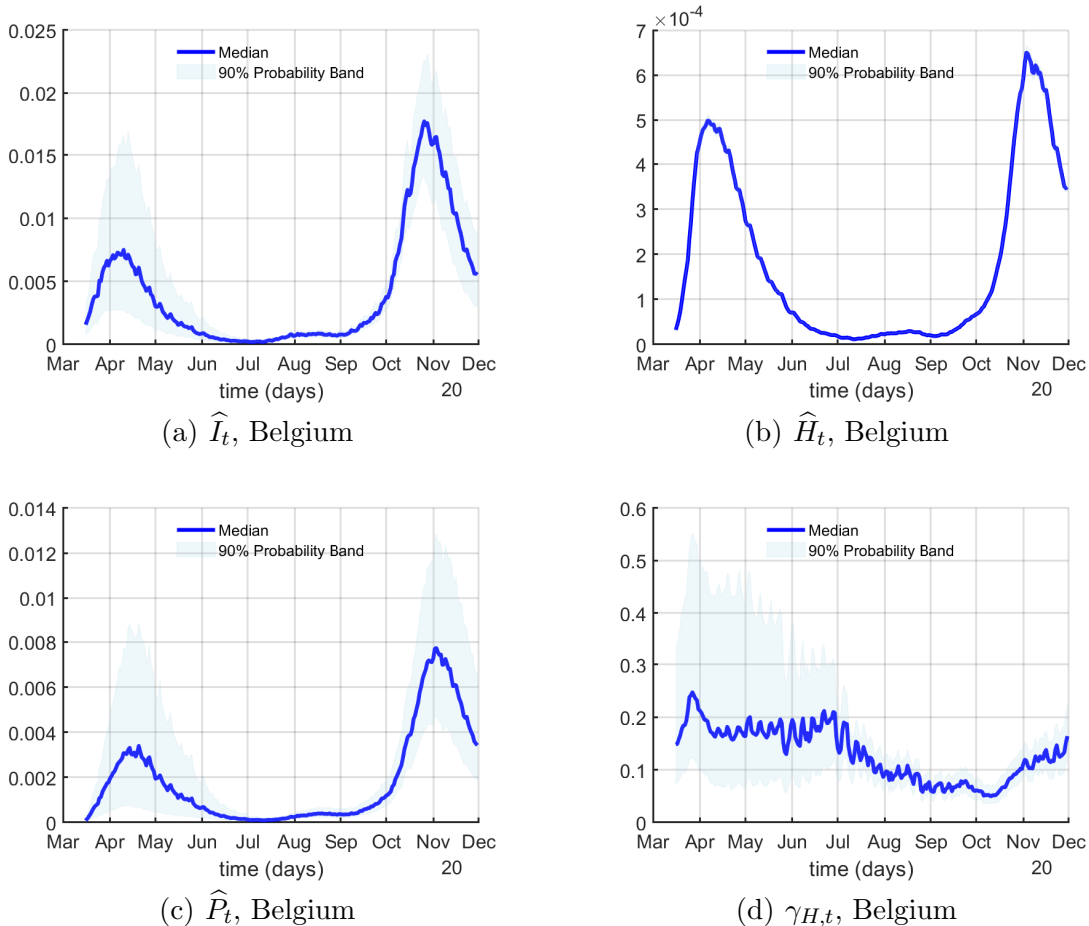 0.025
0.02
0.015
0.01
0.005
0
Median
90% Probability Band
Mar Apr May Jun Jul Aug Sep Oct Nov Dec
time (days) 20
(a) Î_t, Belgium
×10^-4
7
6
5
4
3
2
1
0
Median
90% Probability Band
Mar Apr May Jun Jul Aug Sep Oct Nov Dec
time (days) 20
(b) Ĥ_t, Belgium
0.014
0.012
0.01
0.008
0.006
0.004
0.002
0
Median
90% Probability Band
Mar Apr May Jun Jul Aug Sep Oct Nov Dec
time (days) 20
(c) P̂_t, Belgium
0.6
0.5
0.4
0.3
0.2
0.1
0
Median
90% Probability Band
Mar Apr May Jun Jul Aug Sep Oct Nov Dec
time (days) 20
(d) γ_{H,t}, Belgium